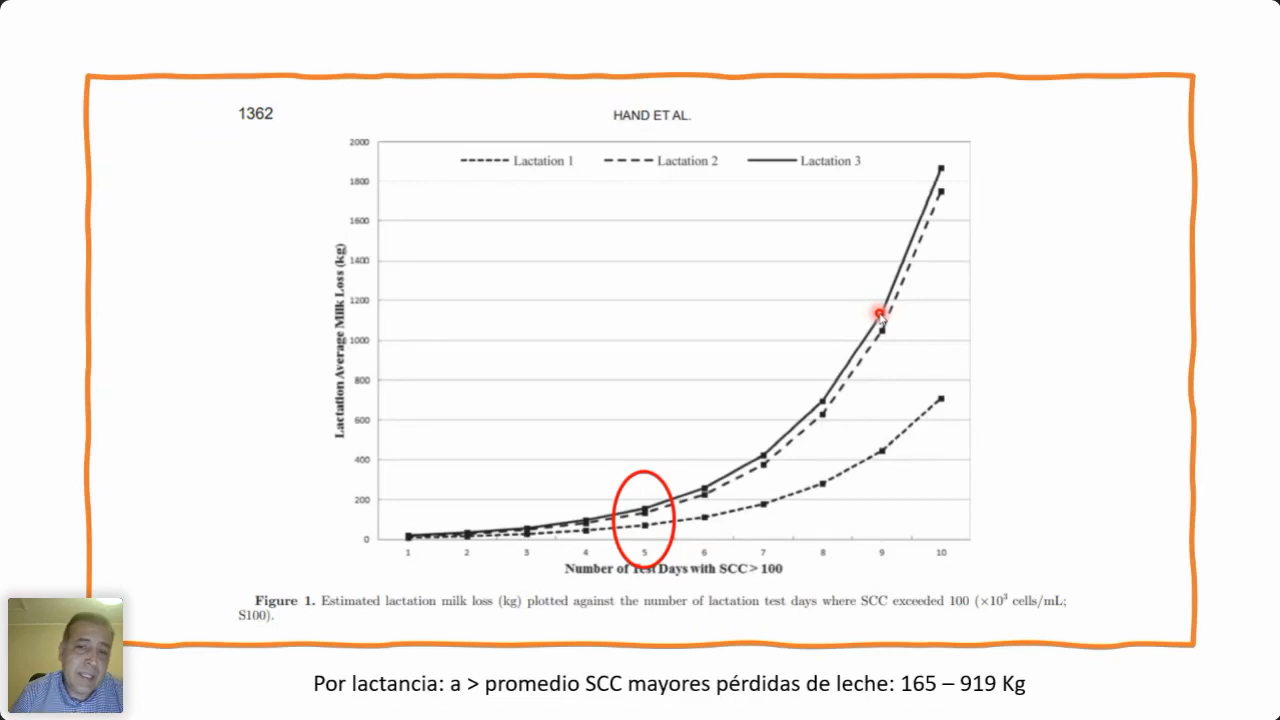 1362
HAND ET AL.
2000
Lactation 1
Lactation 2
Lactation 3
1800
1600
1400
1200
1000
800
600
400
200
0
Lactation Average Milk Loss (kg)
1 2 3 4 5 6 7 8 9 10
Number of Test Days with SCC > 100
Figure 1. Estimated lactation milk loss (kg) plotted against the number of lactation test days where SCC exceeded 100 (×10³ cells/mL;
S100).
Por lactancia: a > promedio SCC mayores pérdidas de leche: 165 – 919 Kg